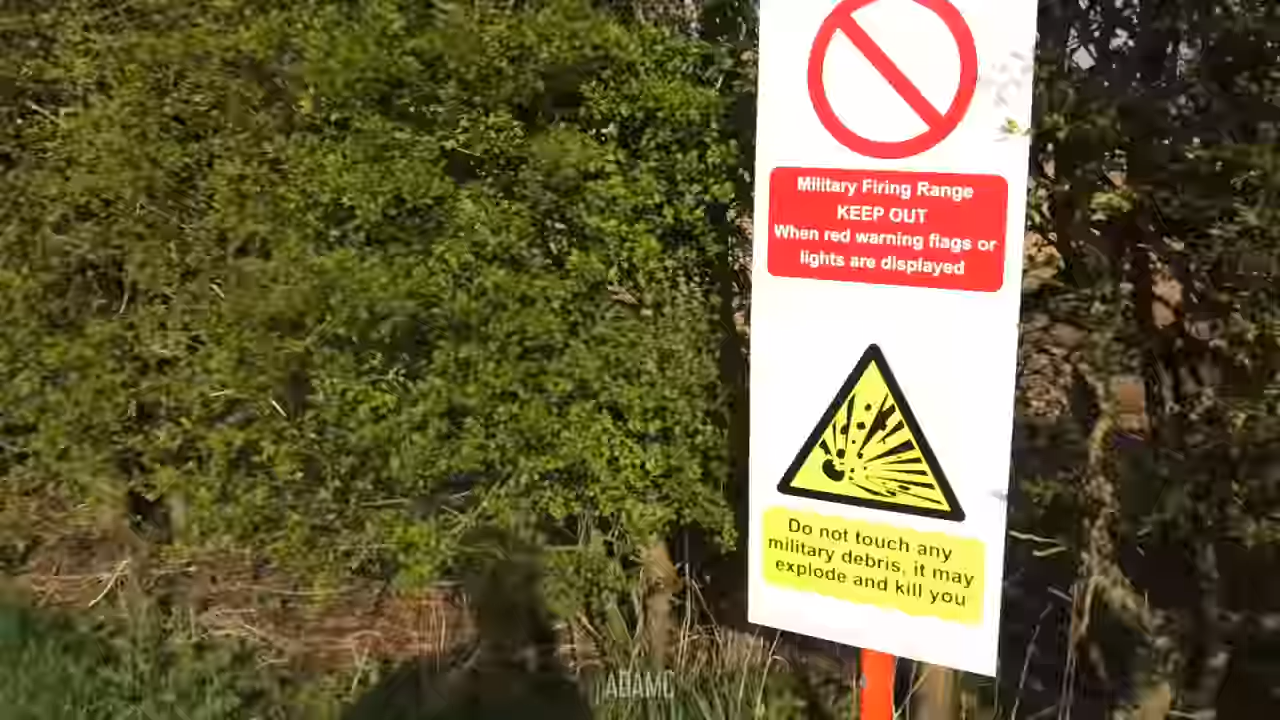 Military Firing Range
KEEP OUT
When red warning flags or
lights are displayed
Do not touch any
military debris, it may
explode and kill you
ADAMC